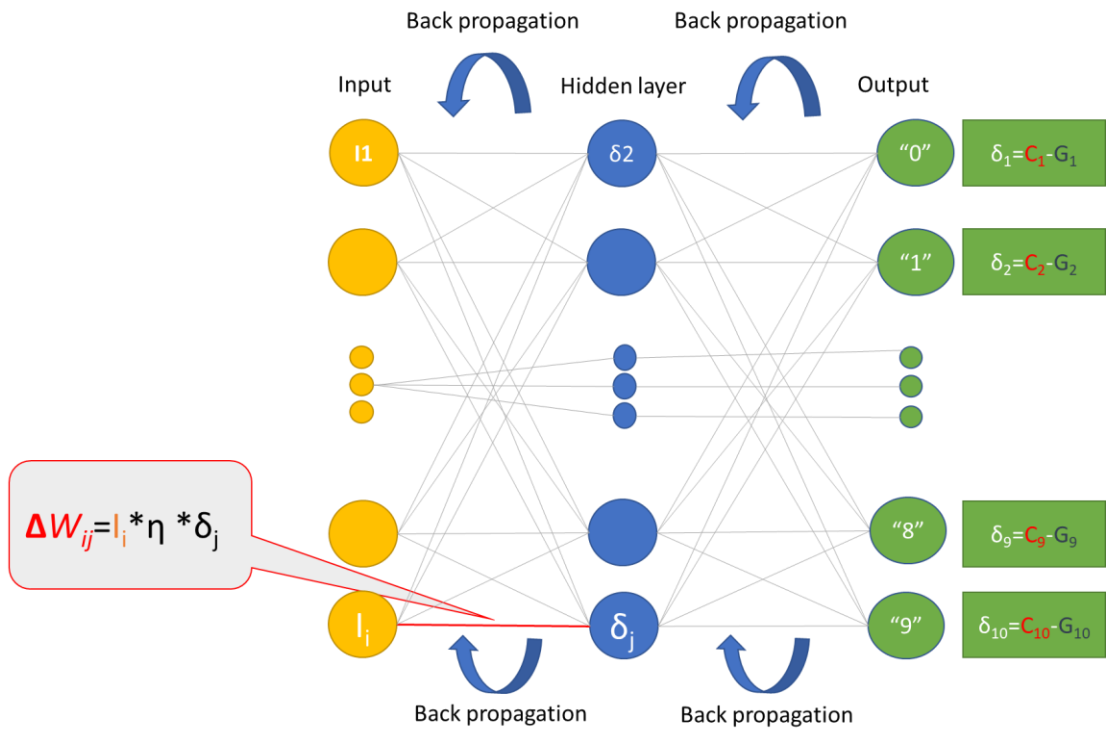 Back propagation
Back propagation
Input
Hidden layer
Output
I1
δ2
“0”
δ₁=C₁-G₁
“1”
δ₂=C₂-G₂
ΔWᵢⱼ=Iᵢ*η *δⱼ
“8”
δ₉=C₉-G₉
Iᵢ
δⱼ
“9”
δ₁₀=C₁₀-G₁₀
Back propagation
Back propagation